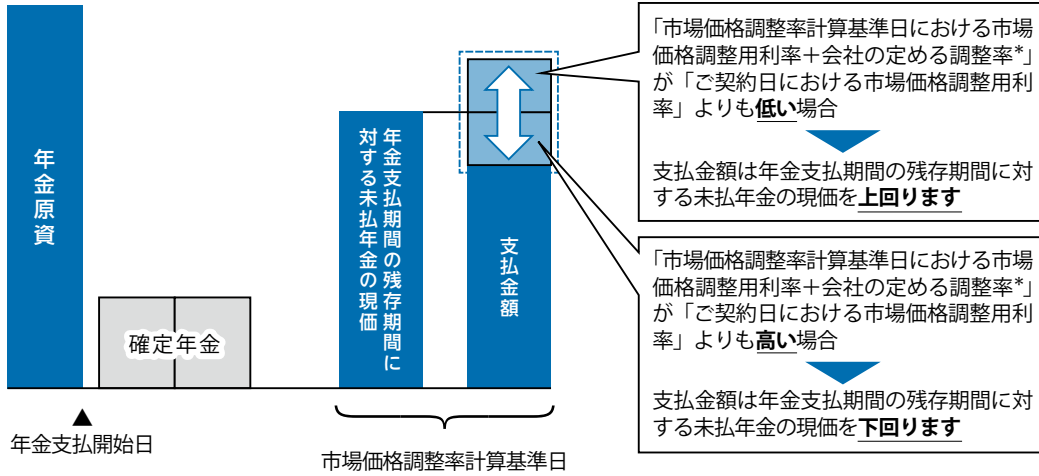 年金原資
確定年金
年金支払期間の残存期間に
対する未払年金の現価
支払金額
▲
年金支払開始日
市場価格調整率計算基準日
「市場価格調整率計算基準日における市場
価格調整用利率＋会社の定める調整率*」
が「ご契約日における市場価格調整用利
率」よりも低い場合
支払金額は年金支払期間の残存期間に対
する未払年金の現価を上回ります
「市場価格調整率計算基準日における市場
価格調整用利率＋会社の定める調整率*」
が「ご契約日における市場価格調整用利
率」よりも高い場合
支払金額は年金支払期間の残存期間に対
する未払年金の現価を下回ります